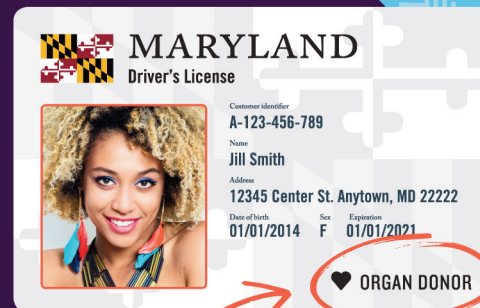 MARYLAND
Driver's License
Customer identifier
A-123-456-789
Name
Jill Smith
Address
12345 Center St. Anytown, MD 22222
Date of birth Sex Expiration
01/01/2014 F 01/01/2021
ORGAN DONOR